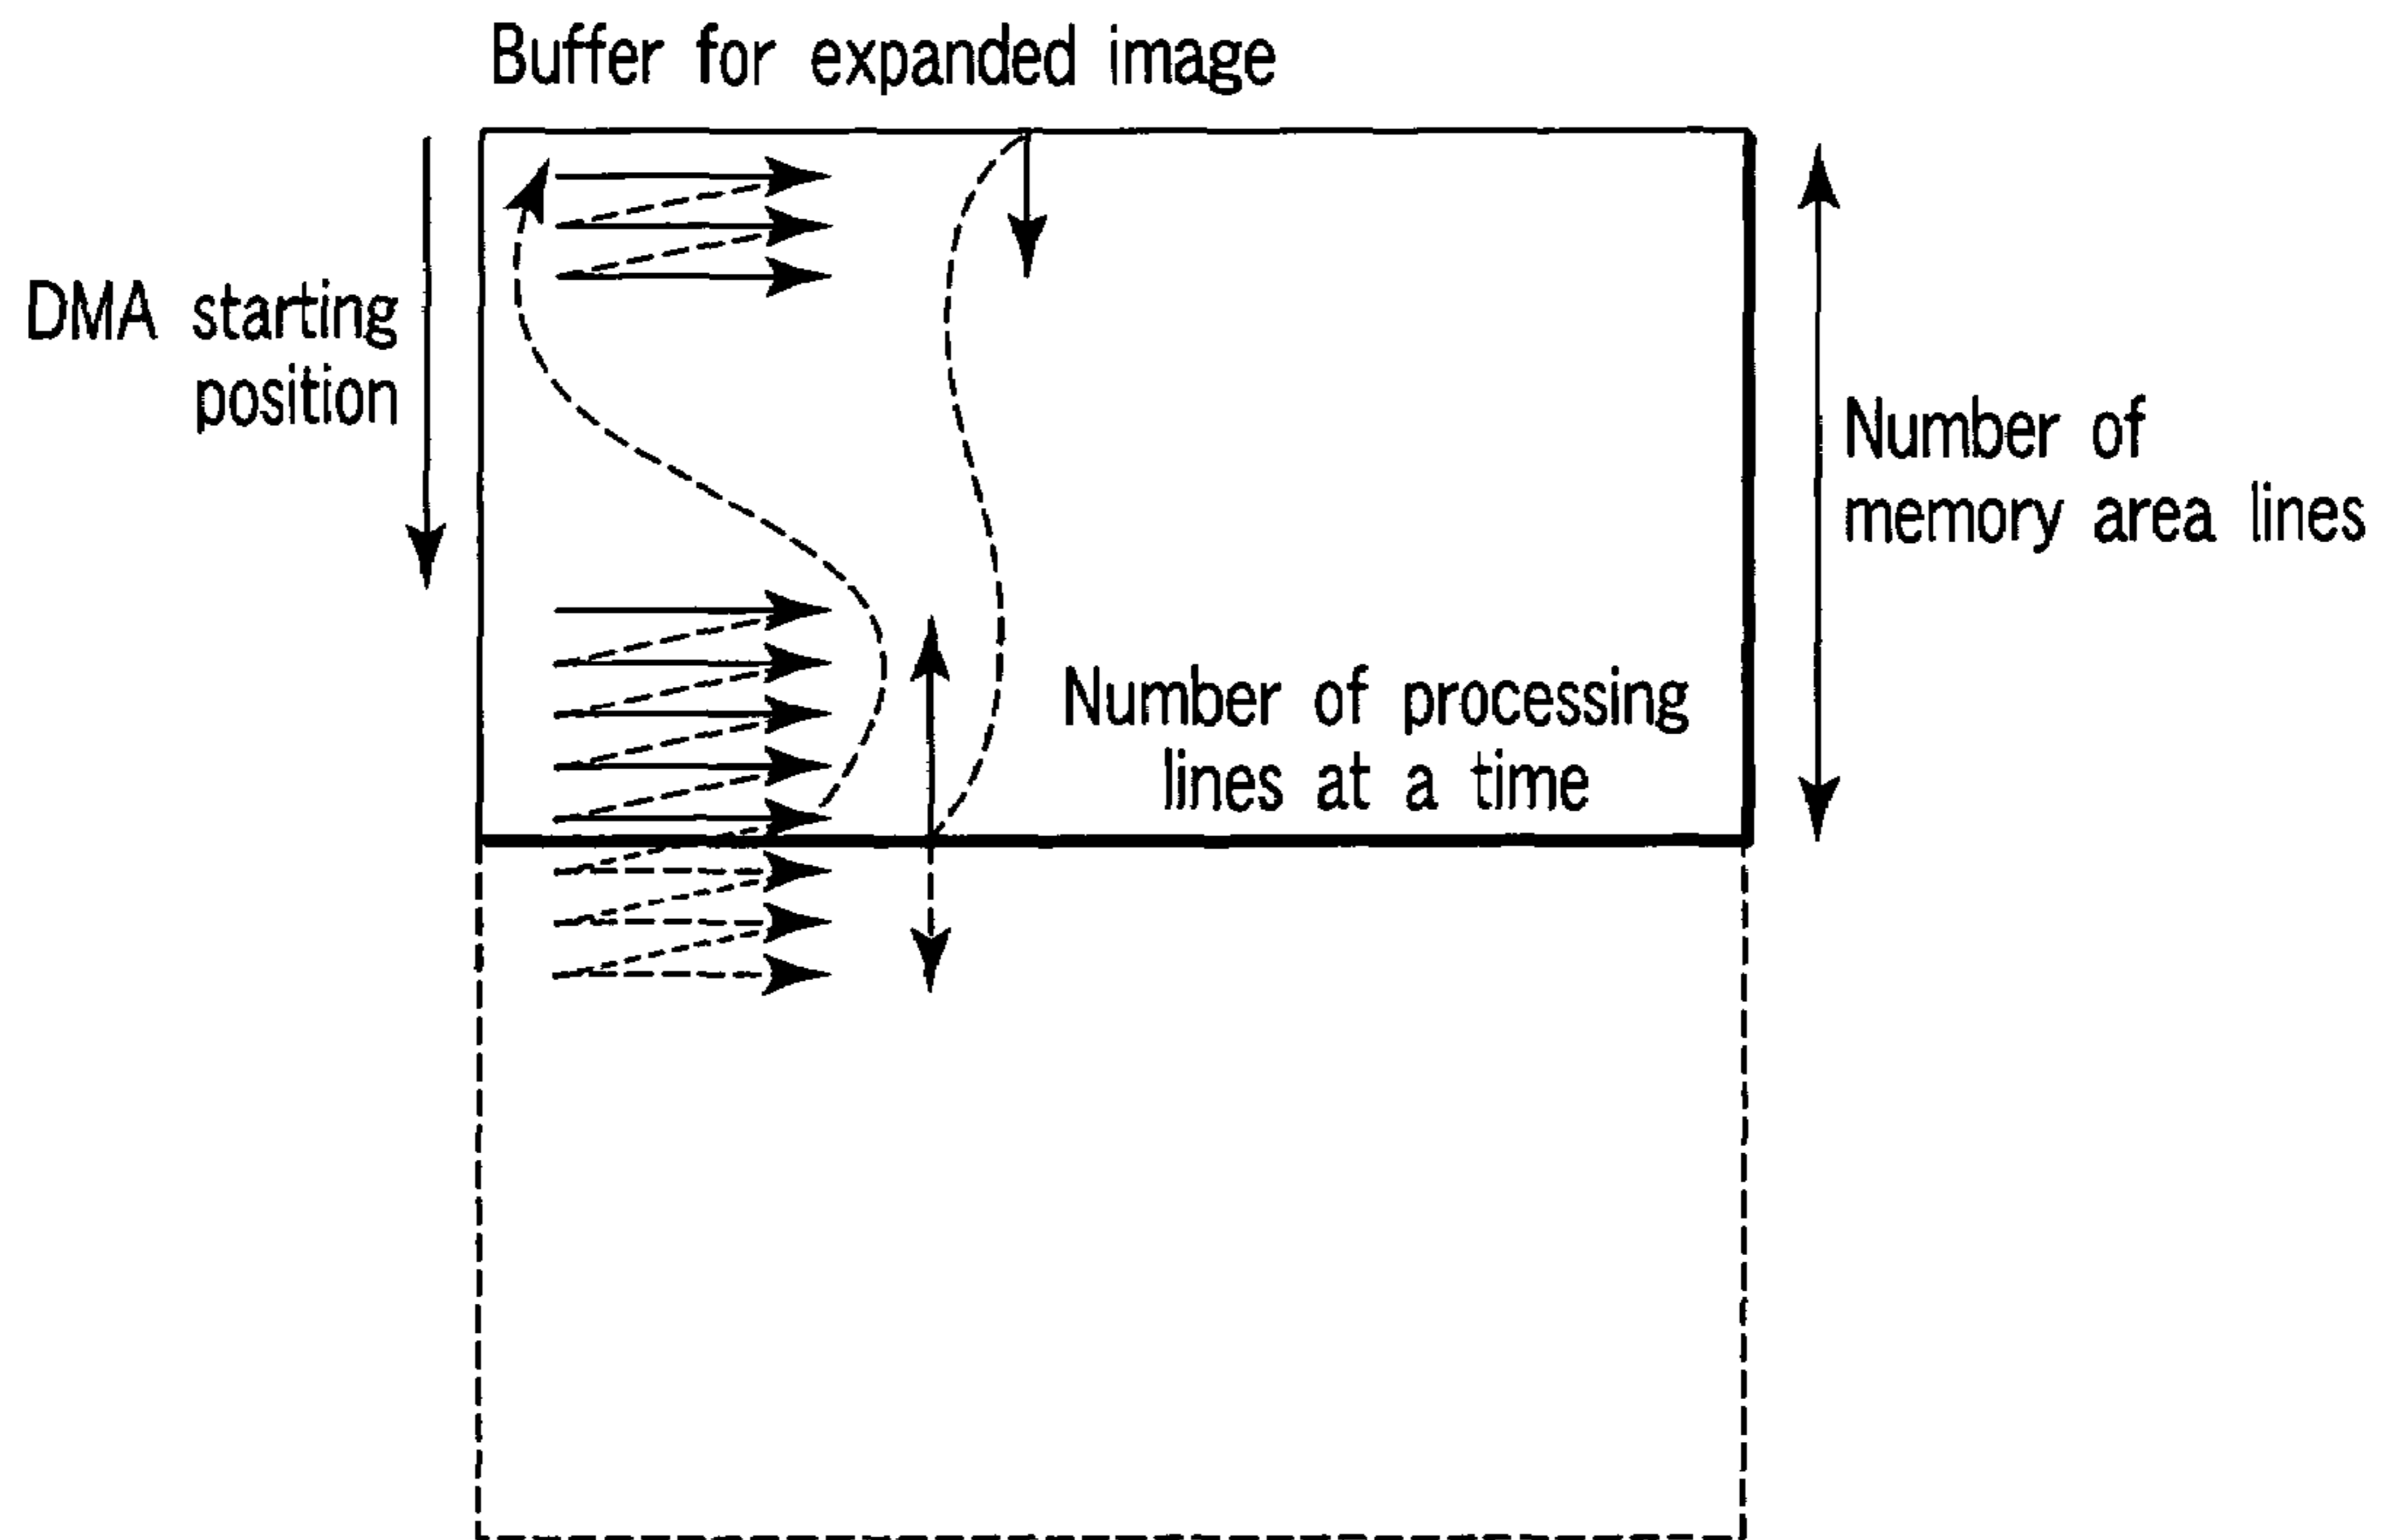 Buffer for expanded image
DMA starting
position
Number of
memory area lines
Number of processing
lines at a time